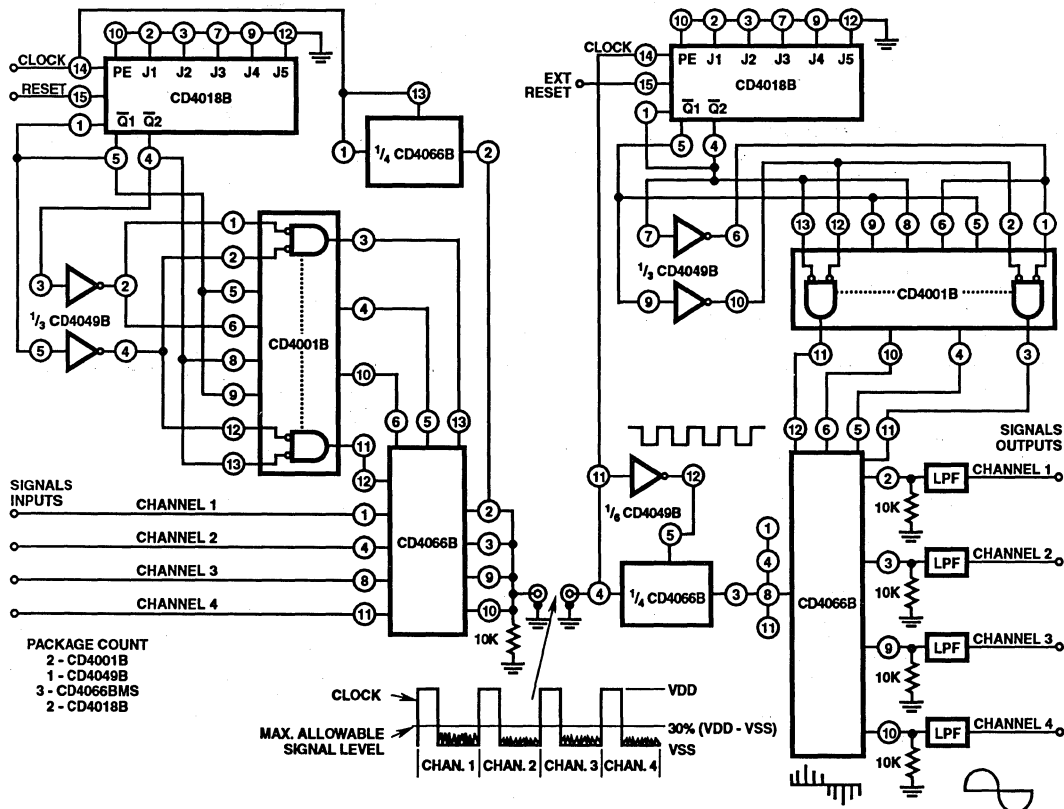 CLOCK
14
RESET
15
1
10 2 3 7 9 12
PE J1 J2 J3 J4 J5
CD4018B
Q̅1 Q̅2
5 4
13
1 1/4 CD4066B 2
1
2
3 2
5
6
1/3 CD4049B
5 4
8
9
12
13
CD4001B
3
4
10
11
6 5 13
12
SIGNALS
INPUTS
CHANNEL 1 1
CHANNEL 2 4
CHANNEL 3 8
CHANNEL 4 11
CD4066B
2
3
9
10
10K
PACKAGE COUNT
2 - CD4001B
1 - CD4049B
3 - CD4066BMS
2 - CD4018B
CLOCK
MAX. ALLOWABLE
SIGNAL LEVEL
VDD
30% (VDD - VSS)
VSS
CHAN. 1 CHAN. 2 CHAN. 3 CHAN. 4
10 2 3 7 9 12
CLOCK 14
EXT
RESET
15
1
PE J1 J2 J3 J4 J5
CD4018B
Q̅1 Q̅2
5 4
7 6
1/3 CD4049B
9 10
13 12 9 8 6 5 2 1
CD4001B
11 10 4 3
12 6 5 11
11 12
1/6 CD4049B
5
4 1/4 CD4066B 3
1
4
8
11
CD4066B
SIGNALS
OUTPUTS
2 LPF CHANNEL 1
10K
3 LPF CHANNEL 2
10K
9 LPF CHANNEL 3
10K
10 LPF CHANNEL 4
10K